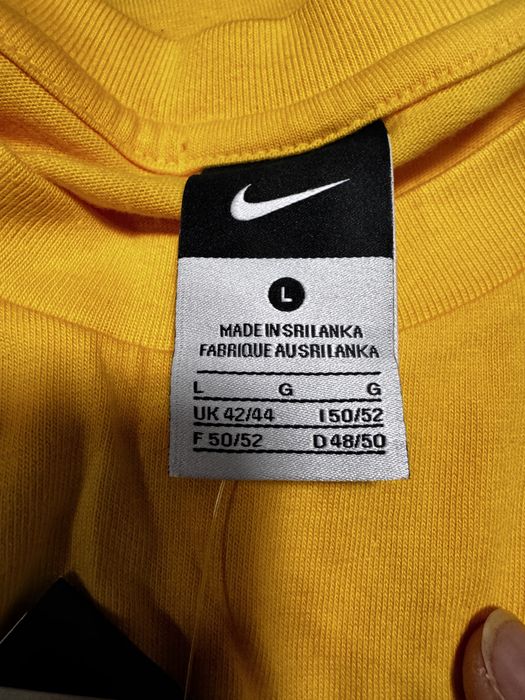 L
MADE IN SRI LANKA
FABRIQUE AU SRI LANKA
L G G
UK 42/44 I 50/52
F 50/52 D 48/50